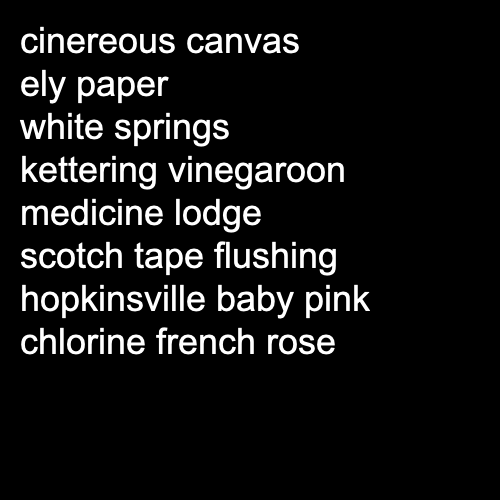 cinereous canvas
ely paper
white springs
kettering vinegaroon
medicine lodge
scotch tape flushing
hopkinsville baby pink
chlorine french rose